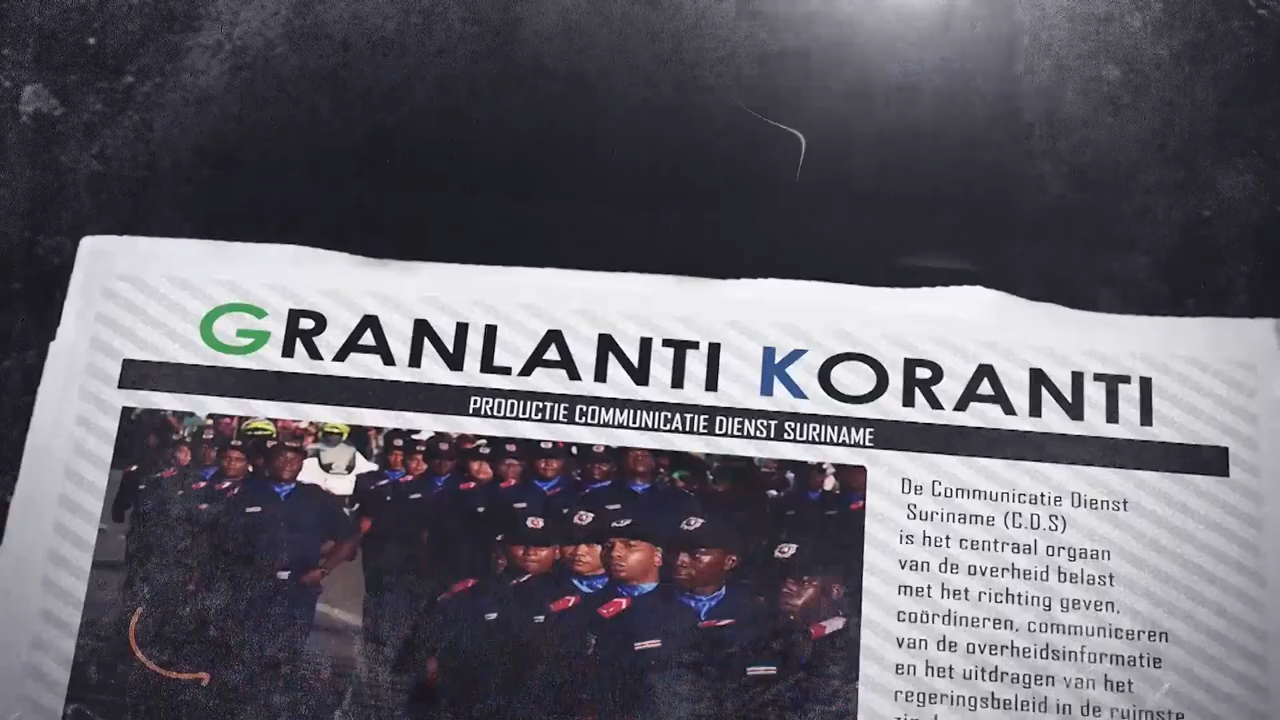 GRANLANTI KORANTI
PRODUCTIE COMMUNICATIE DIENST SURINAME
De Communicatie Dienst
Suriname (C.D.S)
is het centraal orgaan
van de overheid belast
met het richting geven,
coördineren, communiceren
van de overheidsinformatie
en het uitdragen van het
regeringsbeleid in de ruimste